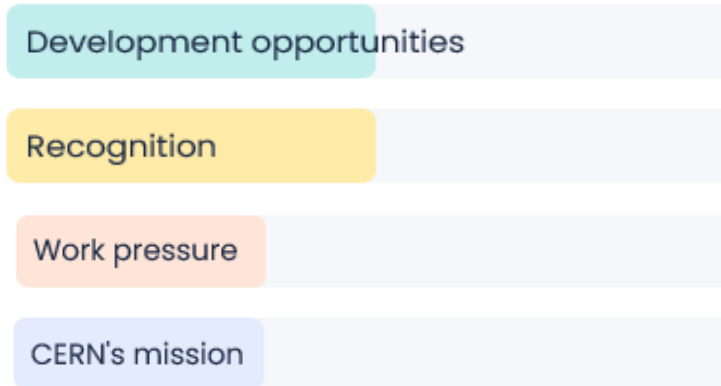 Development opportunities
Recognition
Work pressure
CERN's mission